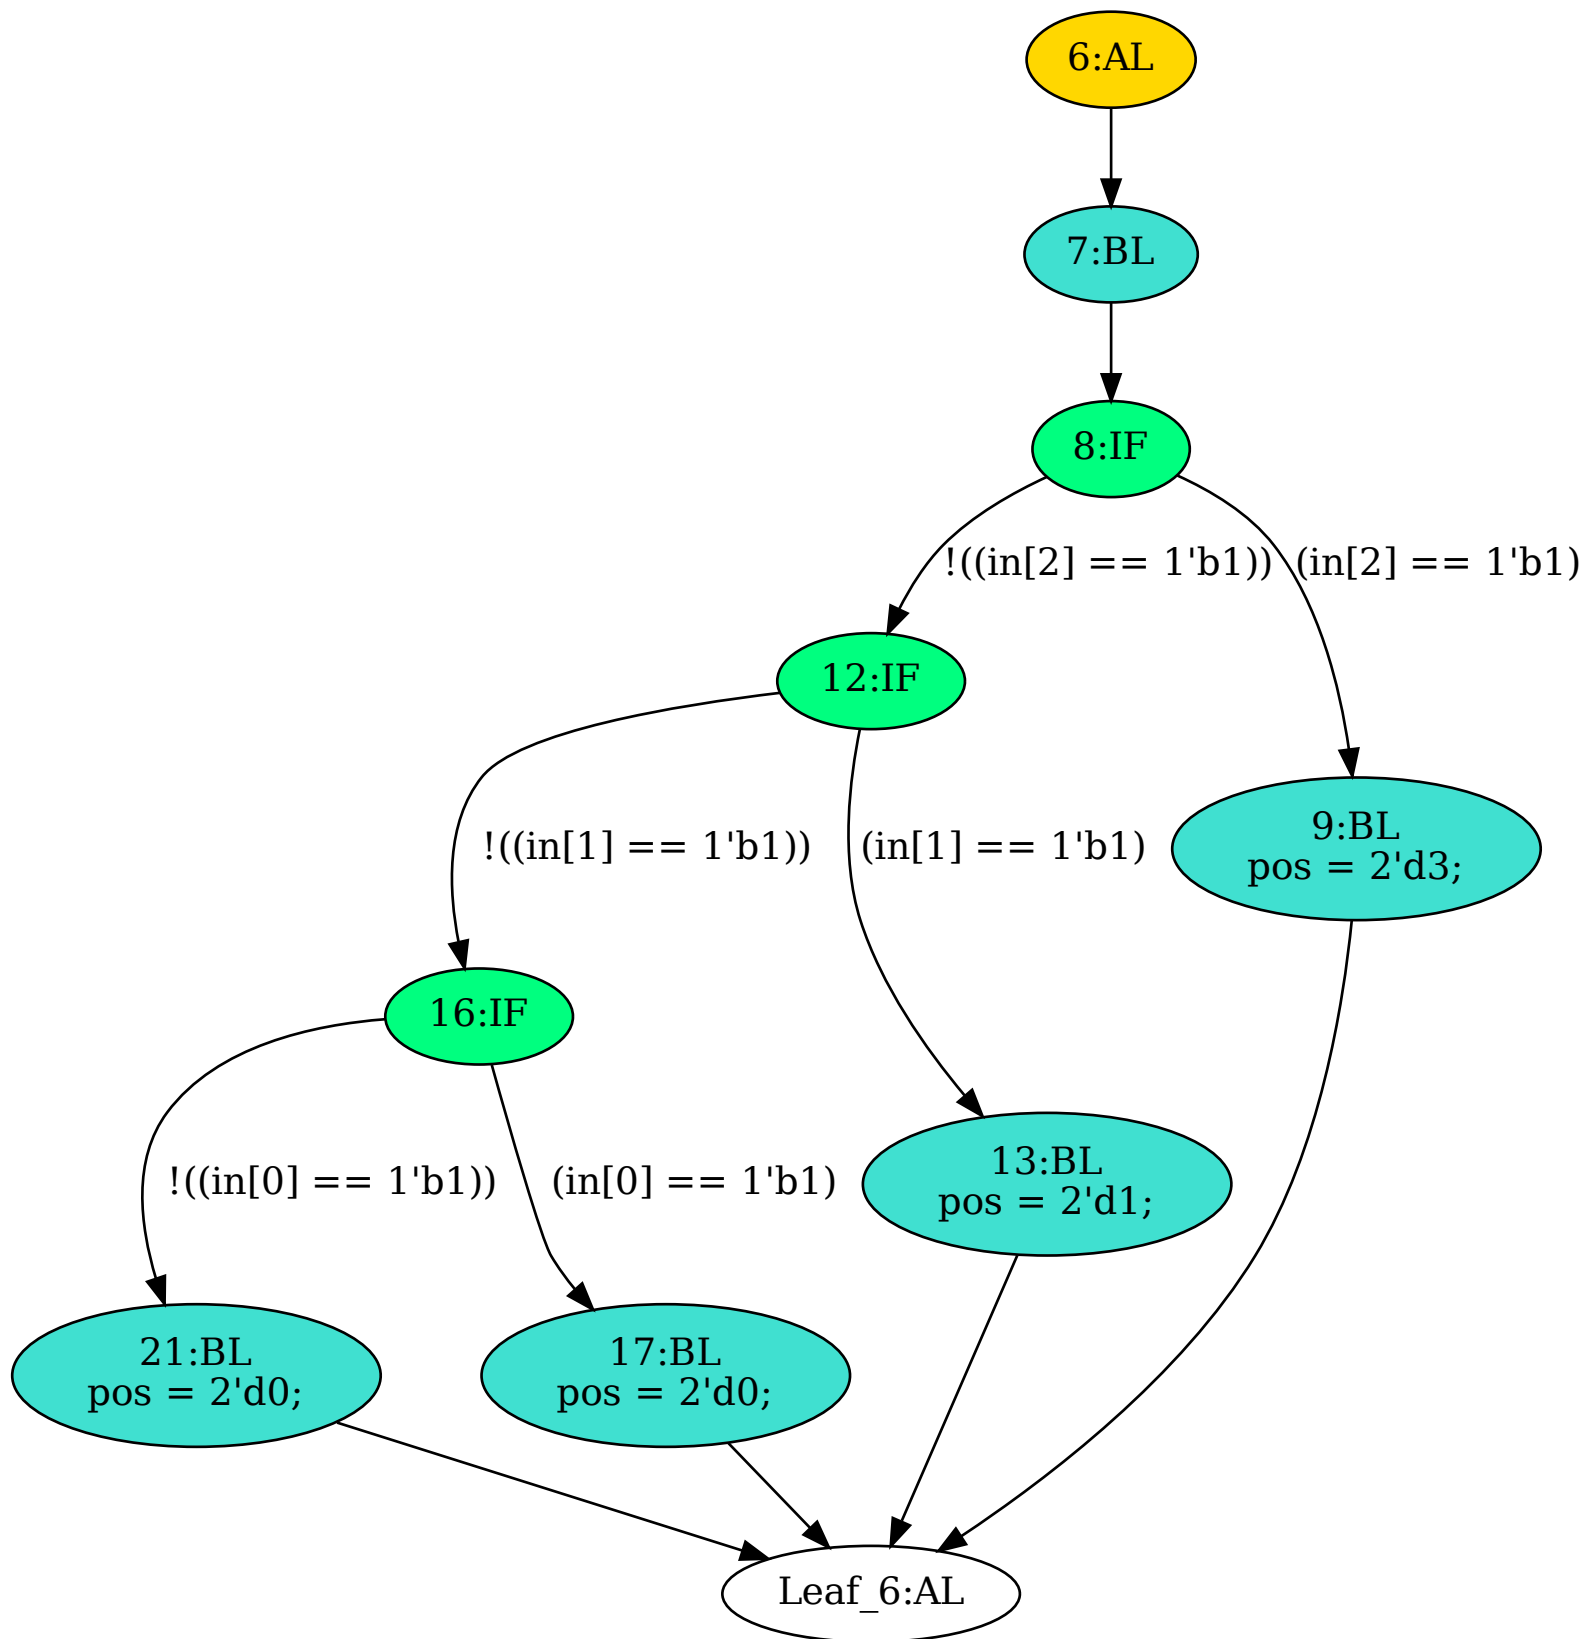 6:AL
7:BL
8:IF
!((in[2] == 1'b1))
(in[2] == 1'b1)
12:IF
!((in[1] == 1'b1))
(in[1] == 1'b1)
9:BL
pos = 2'd3;
16:IF
!((in[0] == 1'b1))
(in[0] == 1'b1)
13:BL
pos = 2'd1;
21:BL
pos = 2'd0;
17:BL
pos = 2'd0;
Leaf_6:AL